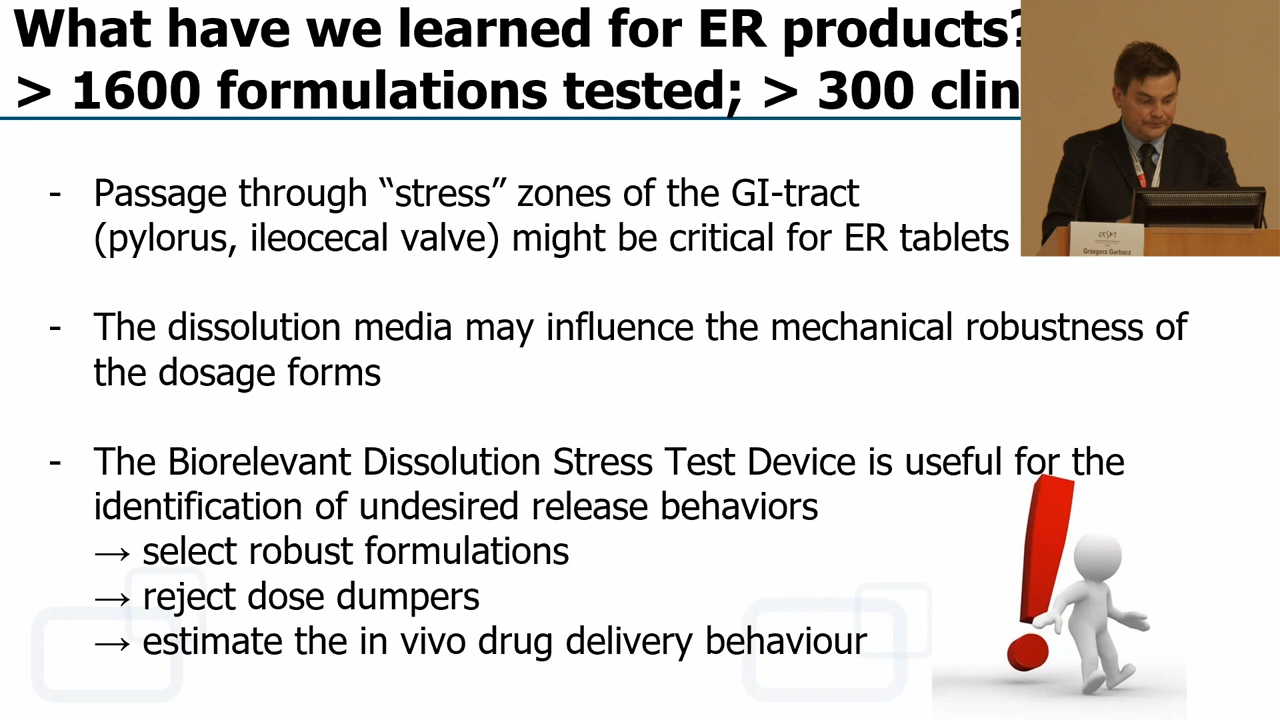 What have we learned for ER products?
> 1600 formulations tested; > 300 clin
- Passage through “stress” zones of the GI-tract
(pylorus, ileocecal valve) might be critical for ER tablets
- The dissolution media may influence the mechanical robustness of
the dosage forms
- The Biorelevant Dissolution Stress Test Device is useful for the
identification of undesired release behaviors
→ select robust formulations
→ reject dose dumpers
→ estimate the in vivo drug delivery behaviour
Grzegorz Garbacz